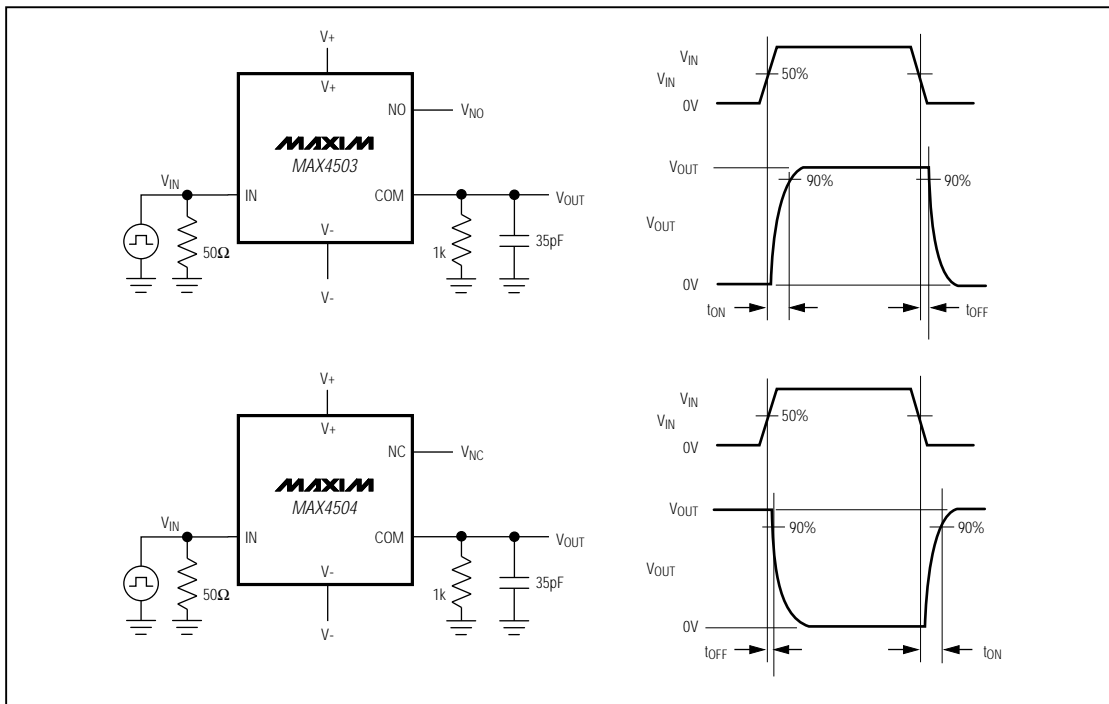 V+
V+
NO
VNO
MAXIM
MAX4503
VIN
IN
COM
VOUT
50Ω
V-
1k
35pF
V-
VIN
VIN
50%
0V
VOUT
90%
90%
VOUT
0V
tON
tOFF
V+
V+
NC
VNC
MAXIM
MAX4504
VIN
IN
COM
VOUT
50Ω
V-
1k
35pF
V-
VIN
VIN
50%
0V
VOUT
90%
90%
VOUT
0V
tOFF
tON